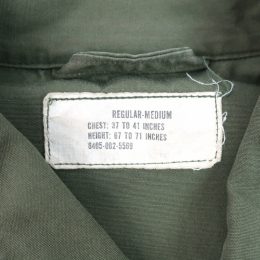 REGULAR-MEDIUM
CHEST: 37 TO 41 INCHES
HEIGHT: 67 TO 71 INCHES
8405-082-5569